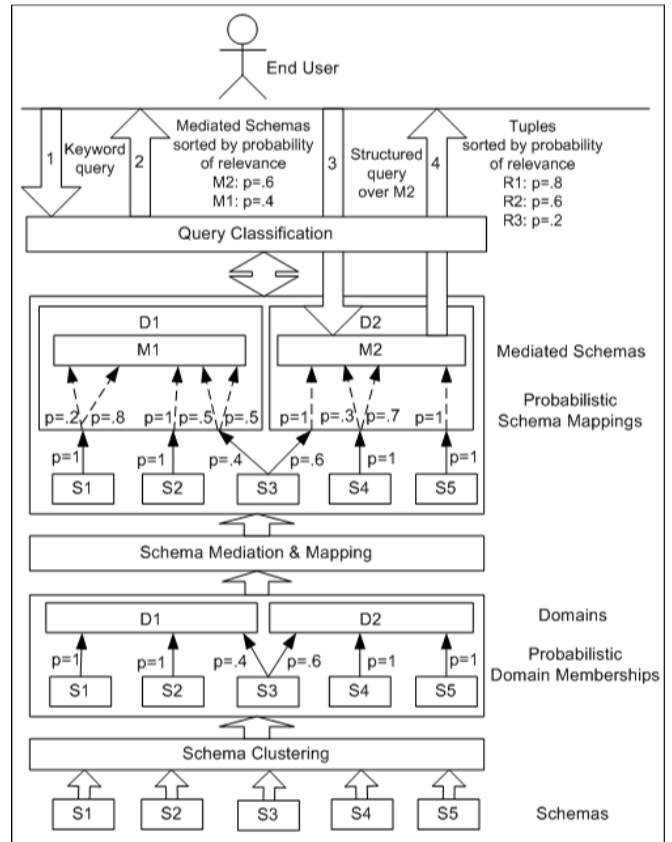 End User
1
Keyword
query
2
Mediated Schemas
sorted by probability
of relevance
M2: p=.6
M1: p=.4
3
Structured
query
over M2
4
Tuples
sorted by probability
of relevance
R1: p=.8
R2: p=.6
R3: p=.2
Query Classification
D1
D2
M1
M2
Mediated Schemas
Probabilistic
Schema Mappings
p=.2
p=.8
p=1
p=.5
p=.5
p=1
p=.3
p=.7
p=1
p=1
p=1
p=.4
p=.6
p=1
p=1
S1
S2
S3
S4
S5
Schema Mediation & Mapping
D1
D2
Domains
p=1
p=1
p=.4
p=.6
p=1
p=1
Probabilistic
Domain Memberships
S1
S2
S3
S4
S5
Schema Clustering
S1
S2
S3
S4
S5
Schemas